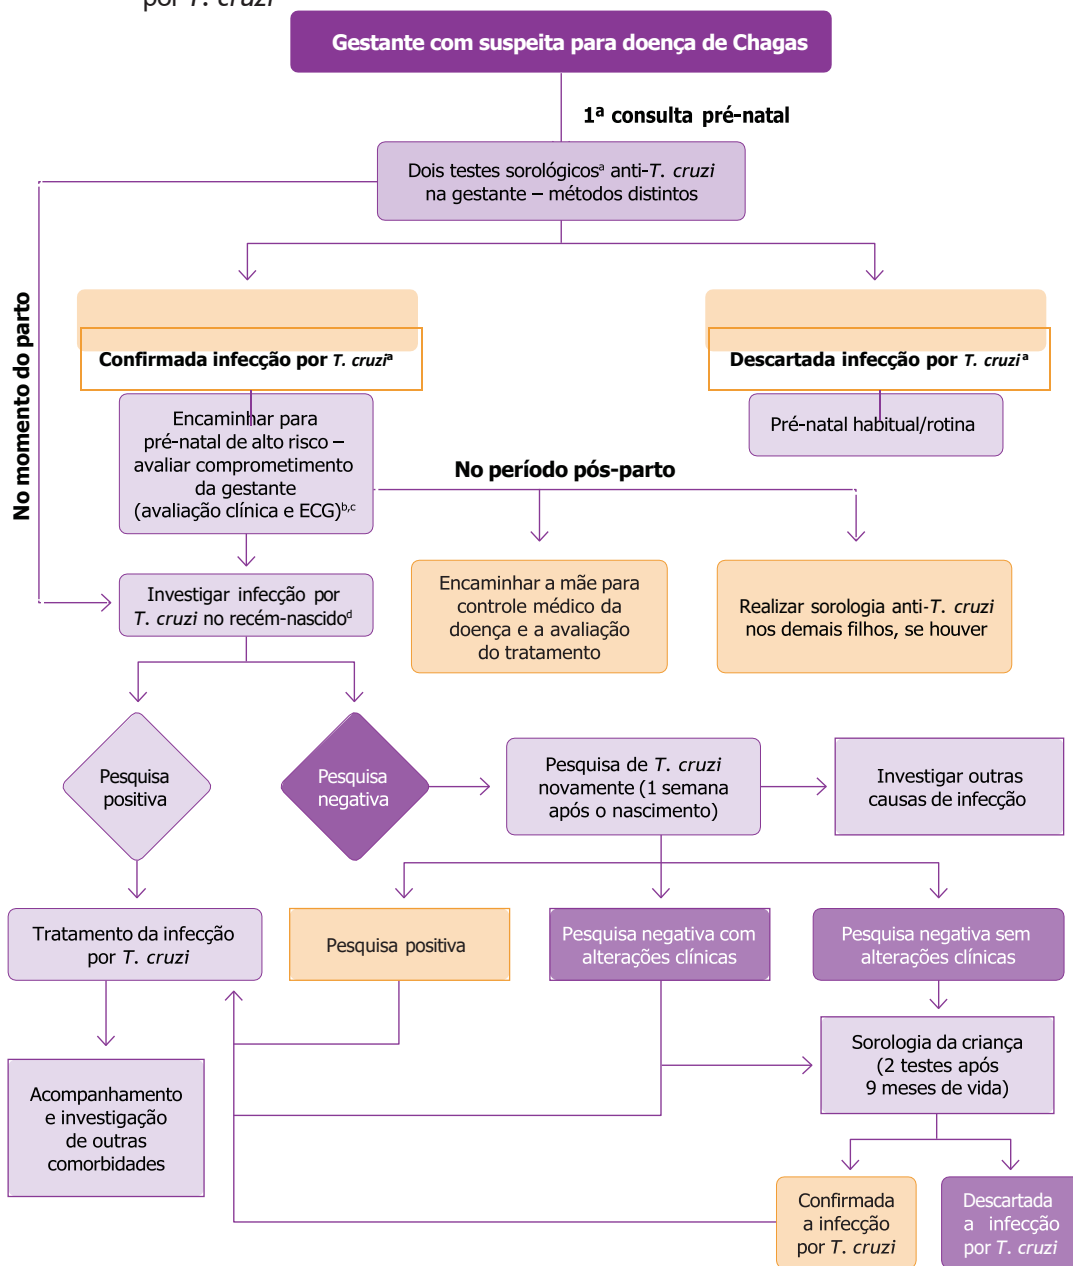 por T. cruzi
Gestante com suspeita para doença de Chagas
1ª consulta pré-natal
Dois testes sorológicosᵃ anti-T. cruzi
na gestante – métodos distintos
No momento do parto
Confirmada infecção por T. cruziᵃ
Descartada infecção por T. cruziᵃ
Encaminhar para
pré-natal de alto risco –
avaliar comprometimento
da gestante
(avaliação clínica e ECG)ᵇ,ᶜ
Pré-natal habitual/rotina
No período pós-parto
Investigar infecção por
T. cruzi no recém-nascidoᵈ
Encaminhar a mãe para
controle médico da
doença e a avaliação
do tratamento
Realizar sorologia anti-T. cruzi
nos demais filhos, se houver
Pesquisa
positiva
Pesquisa
negativa
Pesquisa de T. cruzi
novamente (1 semana
após o nascimento)
Investigar outras
causas de infecção
Tratamento da infecção
por T. cruzi
Pesquisa positiva
Pesquisa negativa com
alterações clínicas
Pesquisa negativa sem
alterações clínicas
Acompanhamento
e investigação
de outras
comorbidades
Sorologia da criança
(2 testes após
9 meses de vida)
Confirmada
a infecção
por T. cruzi
Descartada
a infecção
por T. cruzi